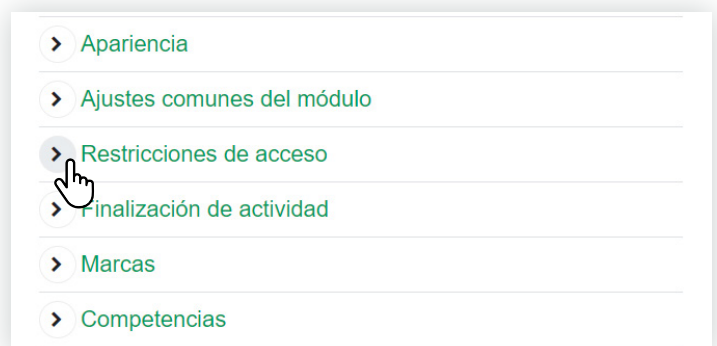 Apariencia
Ajustes comunes del módulo
Restricciones de acceso
Finalización de actividad
Marcas
Competencias